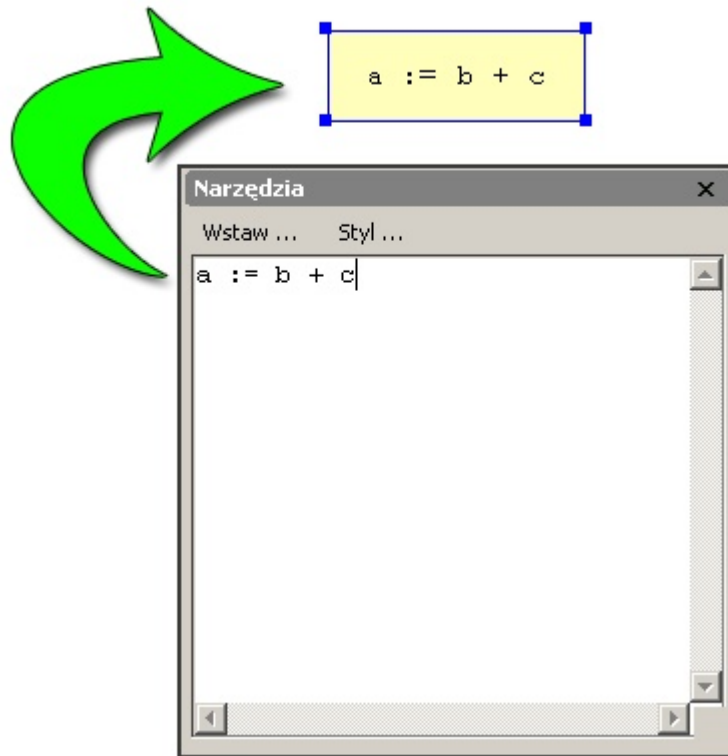 a := b + c
Narzędzia
Wstaw ... Styl ...
a := b + c